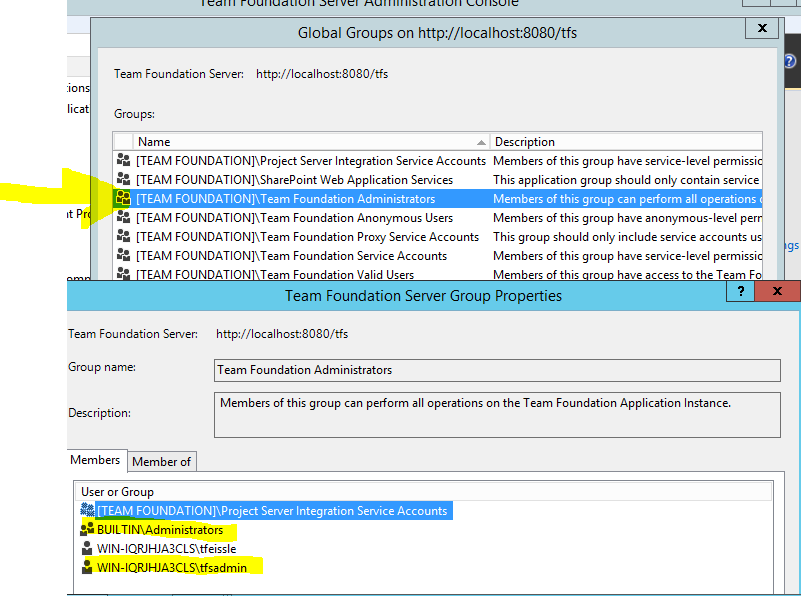 Team Foundation Server Administration Console
Global Groups on http://localhost:8080/tfs
x
?
Team Foundation Server: http://localhost:8080/tfs
ions
licat
Groups:
Name Description
[TEAM FOUNDATION]\Project Server Integration Service Accounts Members of this group have service-level permissio
[TEAM FOUNDATION]\SharePoint Web Application Services This application group should only contain service
[TEAM FOUNDATION]\Team Foundation Administrators Members of this group can perform all operations o
t Pro
[TEAM FOUNDATION]\Team Foundation Anonymous Users Members of this group have anonymous-level perr
[TEAM FOUNDATION]\Team Foundation Proxy Service Accounts This group should only include service accounts us
[TEAM FOUNDATION]\Team Foundation Service Accounts Members of this group have service-level permissio
ngs
[TEAM FOUNDATION]\Team Foundation Valid Users Members of this group have access to the Team Fo
Team Foundation Server Group Properties
? x
Team Foundation Server: http://localhost:8080/tfs
Group name: Team Foundation Administrators
Description: Members of this group can perform all operations on the Team Foundation Application Instance.
Members Member of
User or Group
[TEAM FOUNDATION]\Project Server Integration Service Accounts
BUILTIN\Administrators
WIN-IQRJHJA3CLS\tfeissle
WIN-IQRJHJA3CLS\tfsadmin